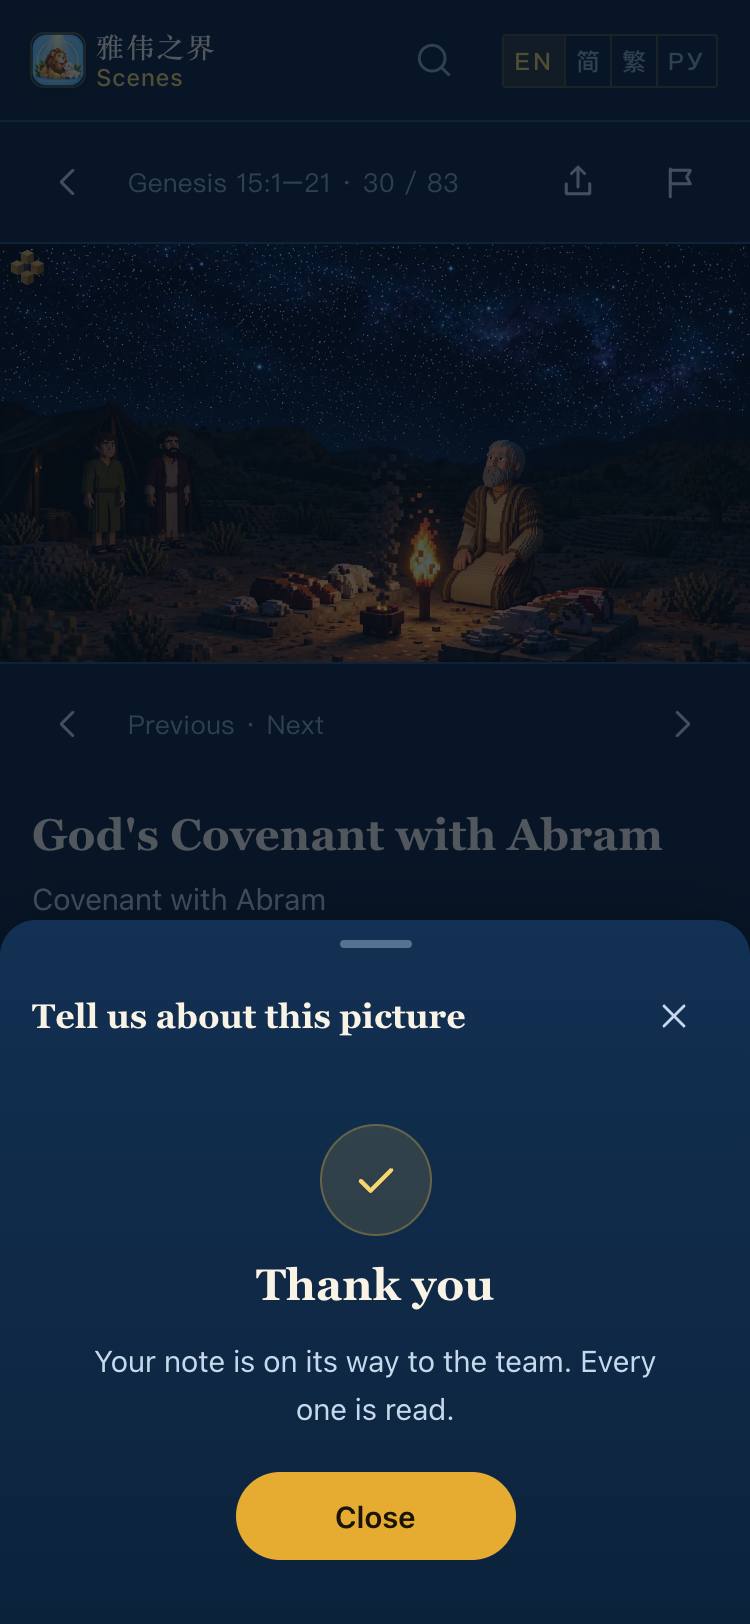 雅伟之界
Scenes
EN 简 繁 РУ
Genesis 15:1–21 · 30 / 83
Previous · Next
God's Covenant with Abram
Covenant with Abram
Tell us about this picture
Thank you
Your note is on its way to the team. Every
one is read.
Close